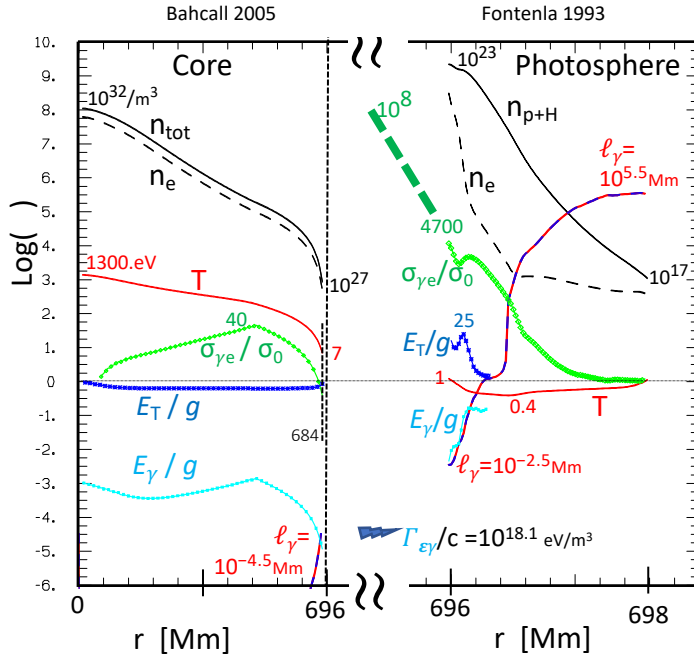 Bahcall 2005
Fontenla 1993
Core
Photosphere
Log( )
10.
9.
8.
7.
6.
5.
4.
3.
2.
1.
0
-1.
-2.
-3.
-4.
-5.
-6.
10^32/m^3
n_tot
n_e
1300.eV
T
40
σ_γe/σ_0
E_T/g
E_γ/g
ℓ_γ=
10^-4.5 Mm
10^27
7
684
0
696
r [Mm]
10^8
4700
σ_γe/σ_0
10^23
n_p+H
n_e
ℓ_γ=
10^5.5 Mm
10^17
E_T/g
25
1
0.4
T
E_γ/g
ℓ_γ=10^-2.5 Mm
Γ_εγ/c =10^18.1 eV/m^3
696
698
r [Mm]